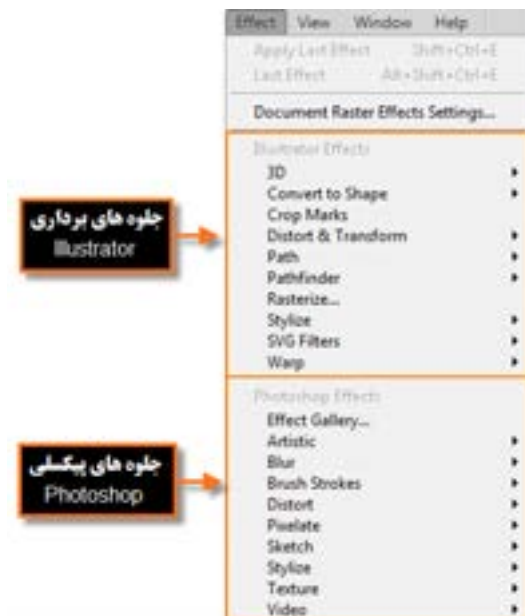 Effect View Window Help
Apply Last Effect Shift+Ctrl+E
Last Effect Alt+Shift+Ctrl+E
Document Raster Effects Settings...
Illustrator Effects
3D
Convert to Shape
Crop Marks
Distort & Transform
Path
Pathfinder
Rasterize...
Stylize
SVG Filters
Warp
جلوه های برداری
Illustrator
Photoshop Effects
Effect Gallery...
Artistic
Blur
Brush Strokes
Distort
Pixelate
Sketch
Stylize
Texture
Video
جلوه های پیکسلی
Photoshop